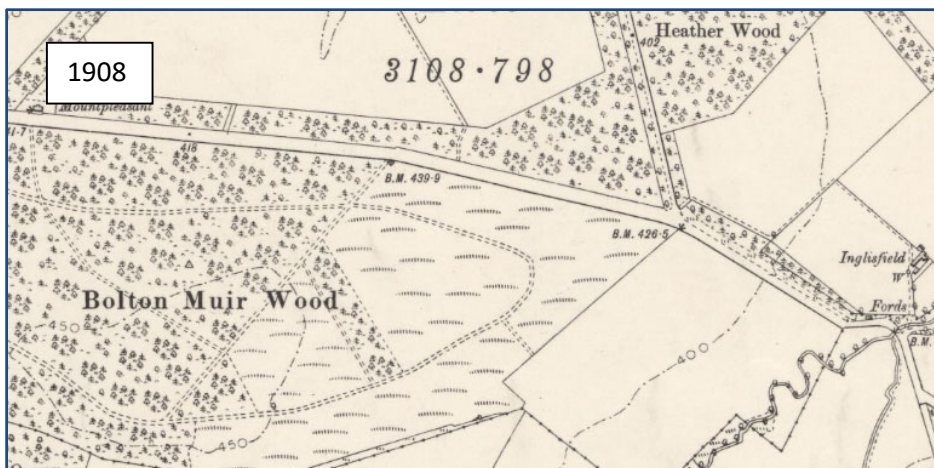 1908
Heather Wood
402
3108·798
Mountpleasant
418
B.M. 439·9
B.M. 426·5
Inglisfield
W
Bolton Muir Wood
Fords
450
B.M.
400
450